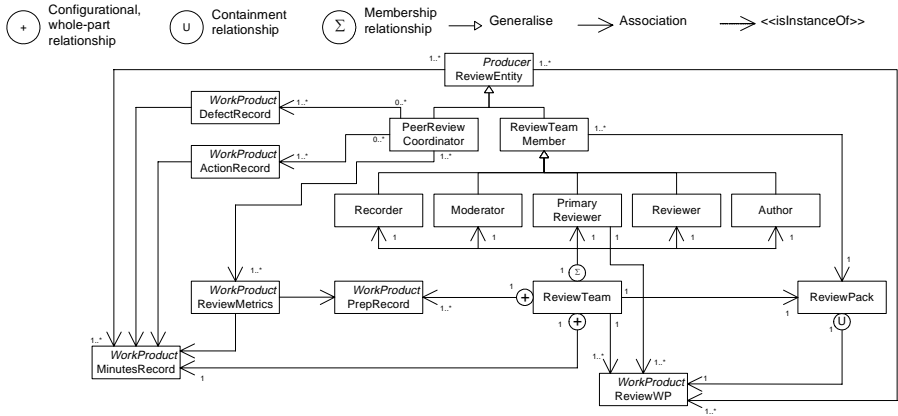 Configurational,
whole-part
relationship
+
Containment
relationship
U
Membership
relationship
Σ
Generalise
Association
<<isInstanceOf>>
Producer
ReviewEntity
1..*
1..*
WorkProduct
DefectRecord
1..*
0..*
PeerReview
Coordinator
0..*
1..*
ReviewTeam
Member
1..*
WorkProduct
ActionRecord
1..*
Recorder
Moderator
Primary
Reviewer
Reviewer
Author
1
1
1
1
1
1
1..*
1
WorkProduct
ReviewMetrics
WorkProduct
PrepRecord
1..*
1
+
1
Σ
ReviewTeam
1
1
ReviewPack
1
+
1
1
U
1..*
WorkProduct
MinutesRecord
1
1..*
1..*
WorkProduct
ReviewWP
1
1..*